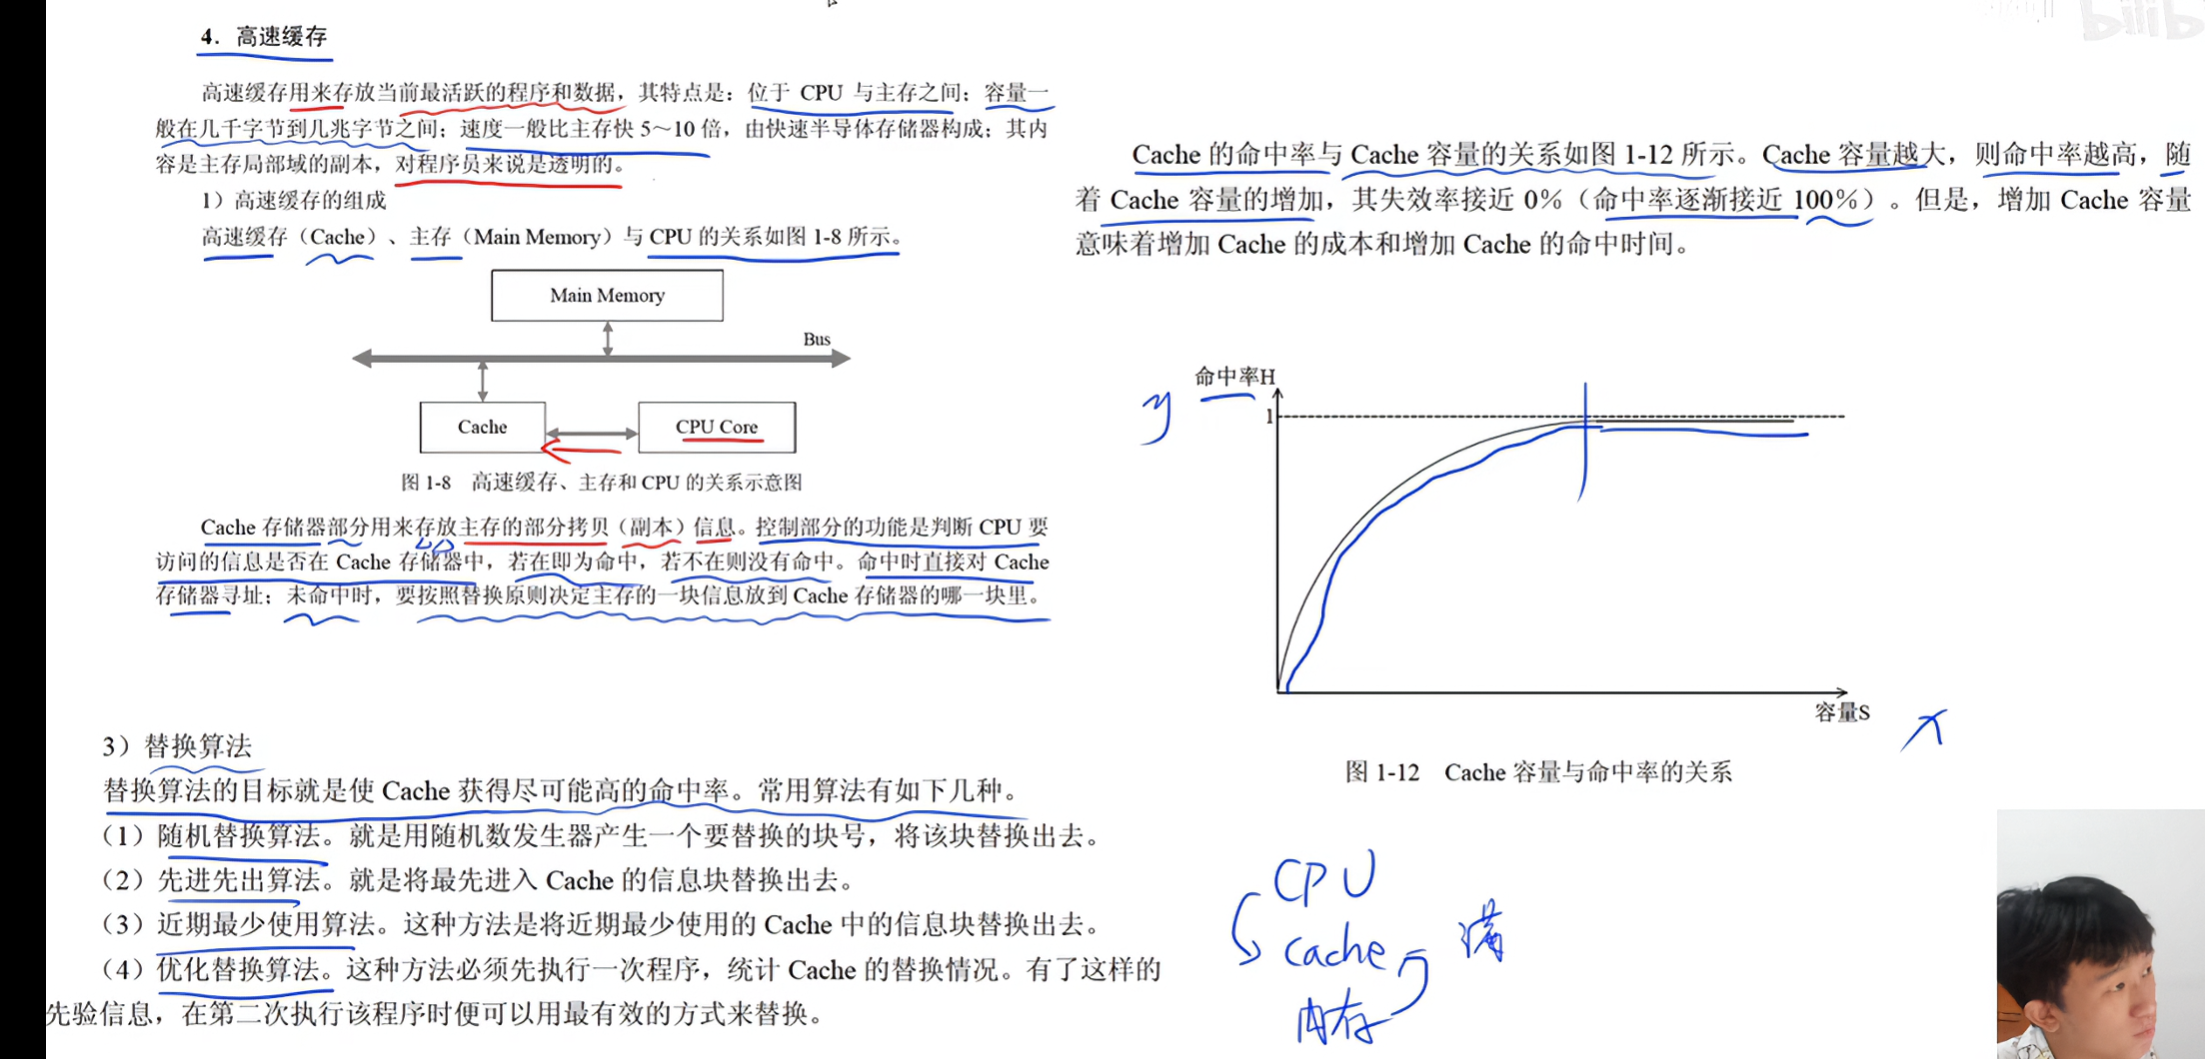 4．高速缓存
高速缓存用来存放当前最活跃的程序和数据，其特点是：位于 CPU 与主存之间；容量一
般在几千字节到几兆字节之间；速度一般比主存快 5～10 倍，由快速半导体存储器构成；其内
容是主存局部域的副本，对程序员来说是透明的。
1）高速缓存的组成
高速缓存（Cache）、主存（Main Memory）与 CPU 的关系如图 1-8 所示。
Main Memory
Bus
Cache
CPU Core
图 1-8　高速缓存、主存和 CPU 的关系示意图
Cache 存储器部分用来存放主存的部分拷贝（副本）信息。控制部分的功能是判断 CPU 要
访问的信息是否在 Cache 存储器中，若在即为命中，若不在则没有命中。命中时直接对 Cache
存储器寻址；未命中时，要按照替换原则决定主存的一块信息放到 Cache 存储器的哪一块里。
3）替换算法
替换算法的目标就是使 Cache 获得尽可能高的命中率。常用算法有如下几种。
（1）随机替换算法。就是用随机数发生器产生一个要替换的块号，将该块替换出去。
（2）先进先出算法。就是将最先进入 Cache 的信息块替换出去。
（3）近期最少使用算法。这种方法是将近期最少使用的 Cache 中的信息块替换出去。
（4）优化替换算法。这种方法必须先执行一次程序，统计 Cache 的替换情况。有了这样的
先验信息，在第二次执行该程序时便可以用最有效的方式来替换。
Cache 的命中率与 Cache 容量的关系如图 1-12 所示。Cache 容量越大，则命中率越高，随
着 Cache 容量的增加，其失效率接近 0%（命中率逐渐接近 100%）。但是，增加 Cache 容量
意味着增加 Cache 的成本和增加 Cache 的命中时间。
命中率H
y
1
容量S
x
图 1-12　Cache 容量与命中率的关系
CPU
cache
满
内存
bilib